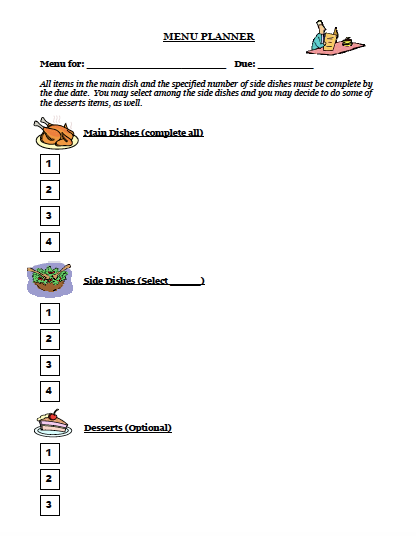 MENU PLANNER
Menu for: ____________________________ Due: ___________
All items in the main dish and the specified number of side dishes must be complete by
the due date. You may select among the side dishes and you may decide to do some of
the desserts items, as well.
Main Dishes (complete all)
1
2
3
4
Side Dishes (Select ______)
1
2
3
4
Desserts (Optional)
1
2
3